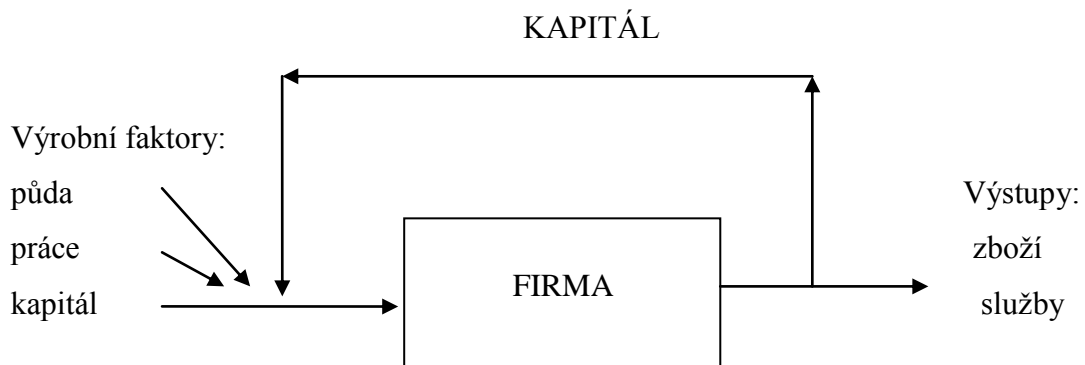 KAPITÁL
Výrobní faktory:
půda
práce
kapitál
FIRMA
Výstupy:
zboží
služby